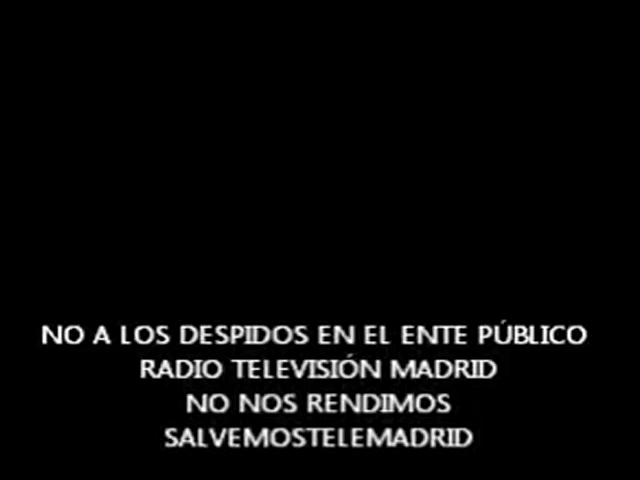 NO A LOS DESPIDOS EN EL ENTE PÚBLICO
RADIO TELEVISIÓN MADRID
NO NOS RENDIMOS
SALVEMOSTELEMADRID